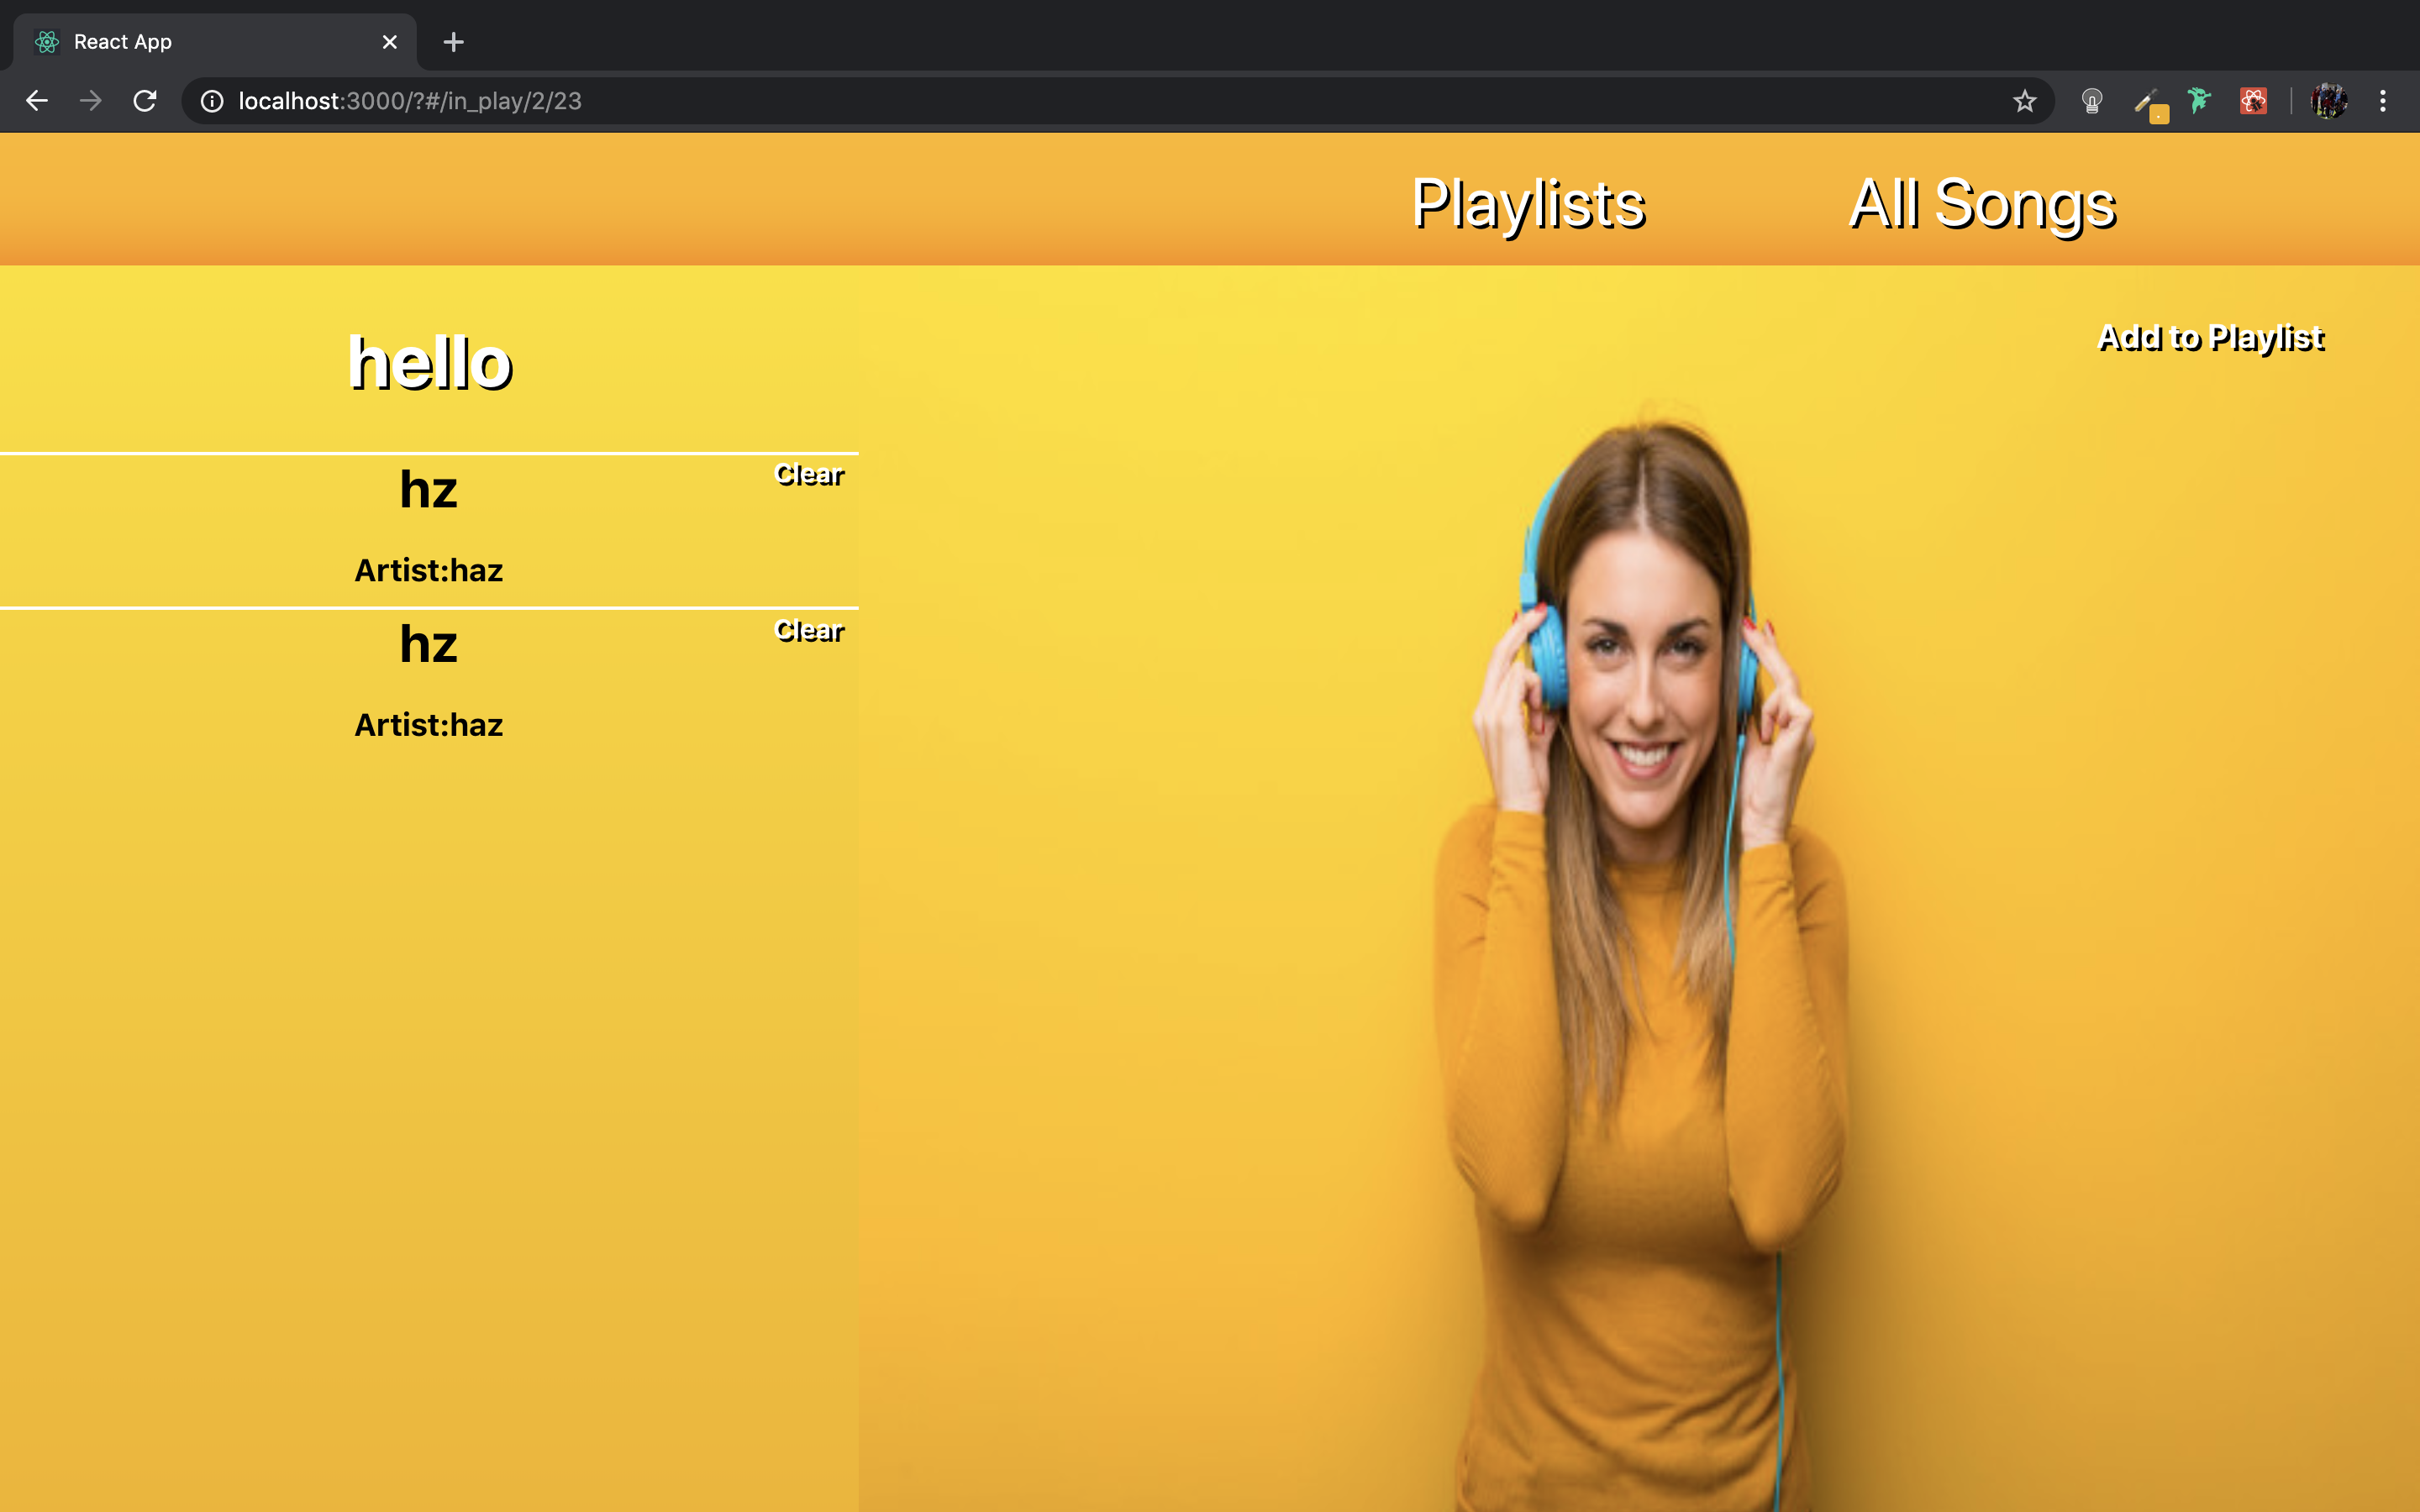 React App
localhost:3000/?#/in_play/2/23
Playlists All Songs
Add to Playlist
hello
hz Clear
Artist:haz
hz Clear
Artist:haz